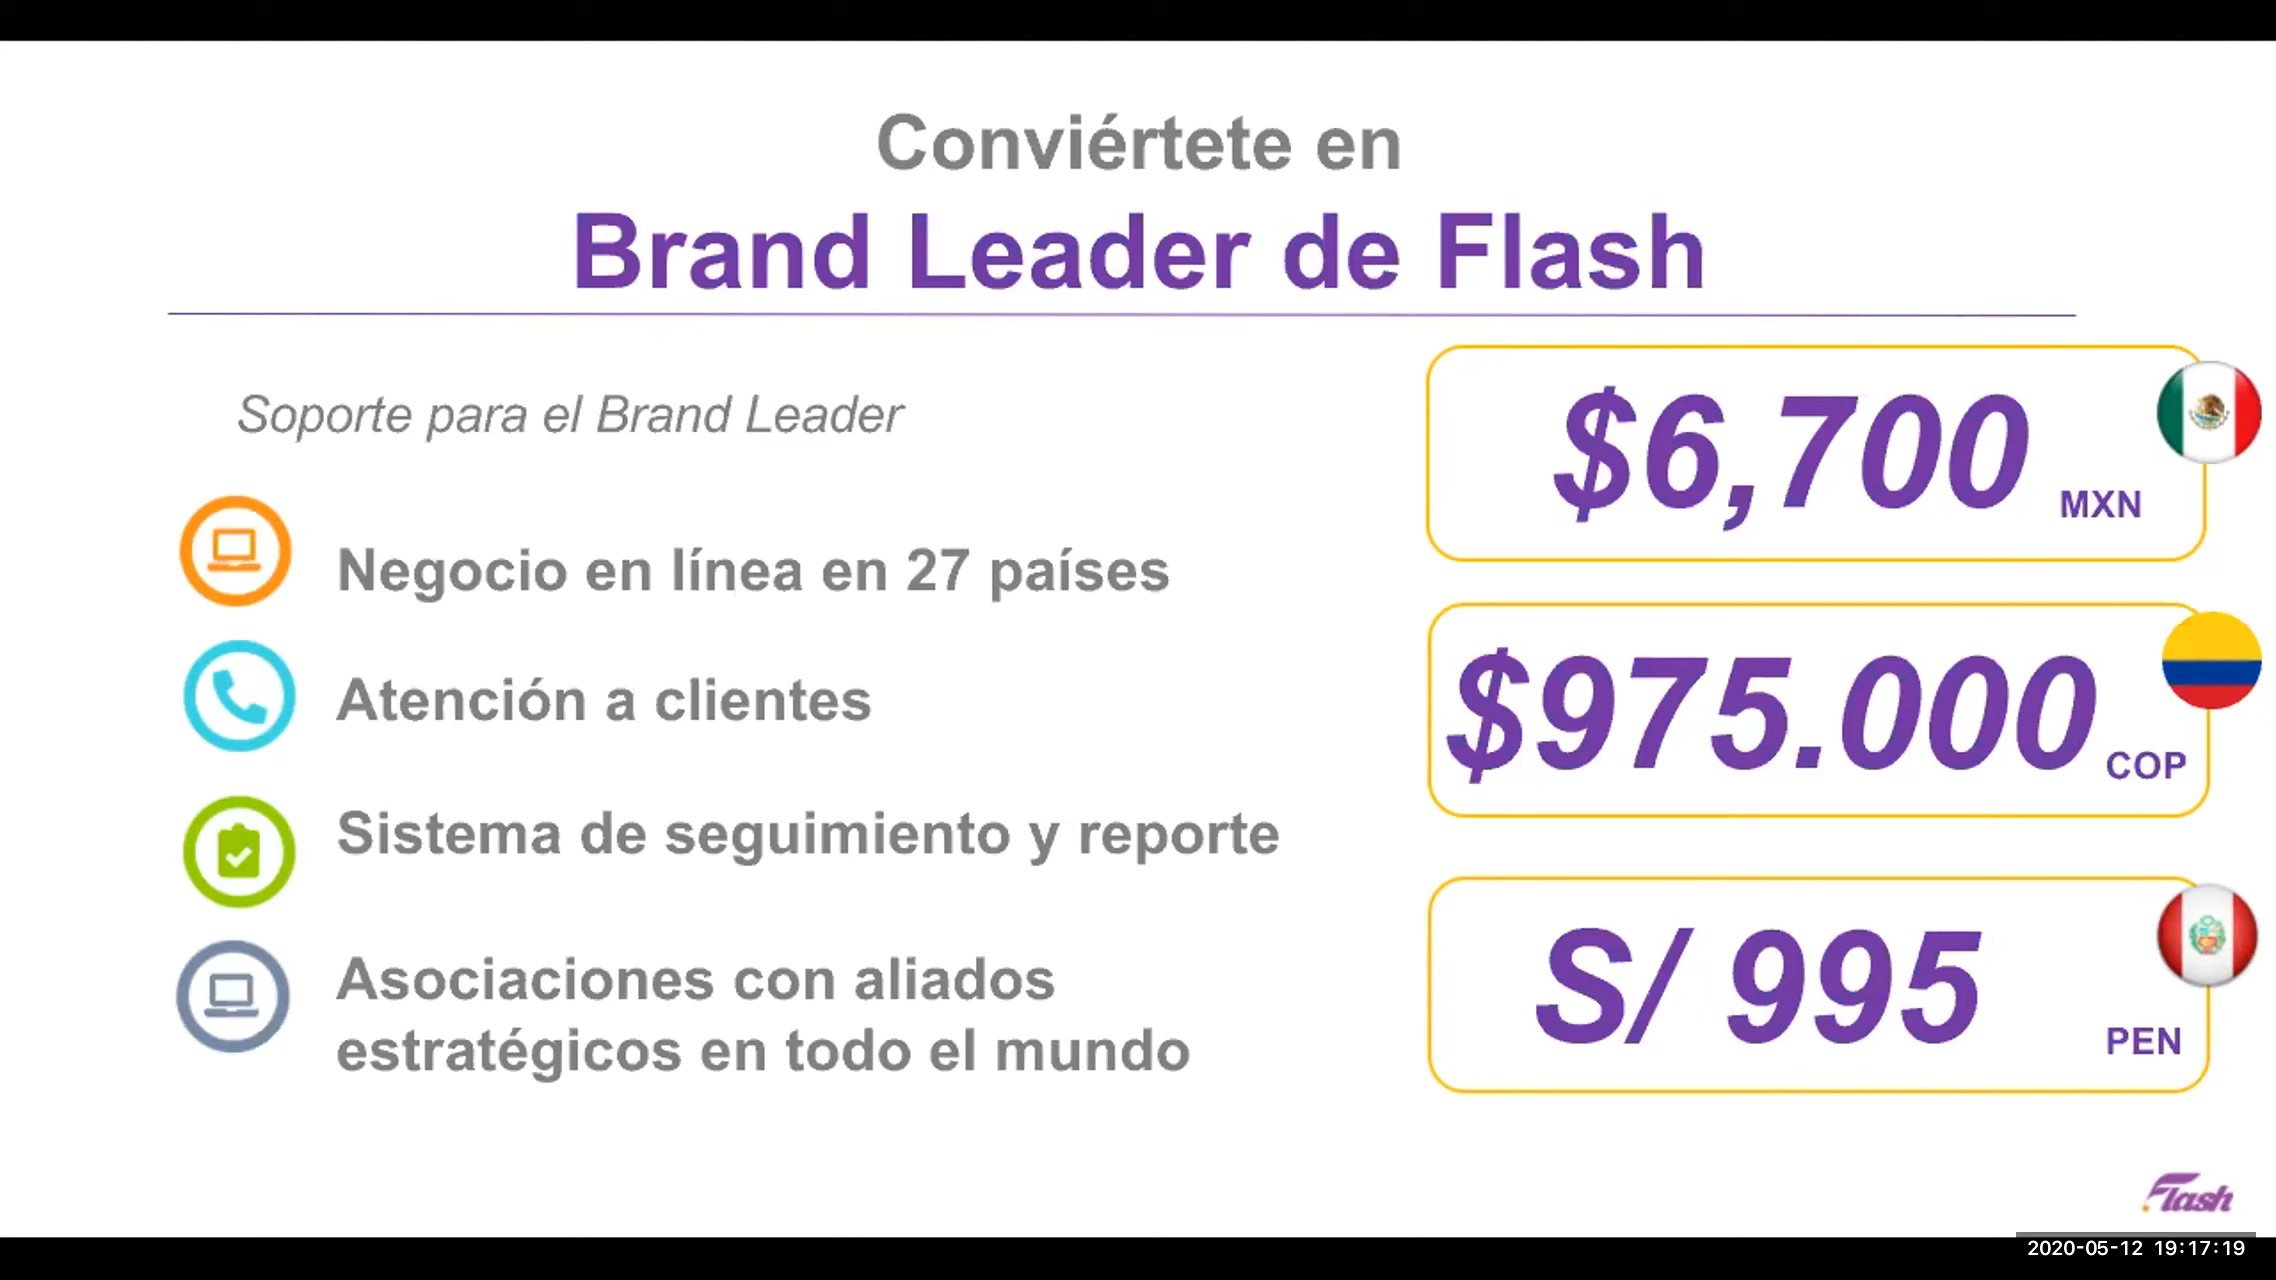 Conviértete en
Brand Leader de Flash
Soporte para el Brand Leader
Negocio en línea en 27 países
Atención a clientes
Sistema de seguimiento y reporte
Asociaciones con aliados
estratégicos en todo el mundo
$6,700 MXN
$975.000 COP
S/ 995 PEN
Flash
2020-05-12 19:17:19